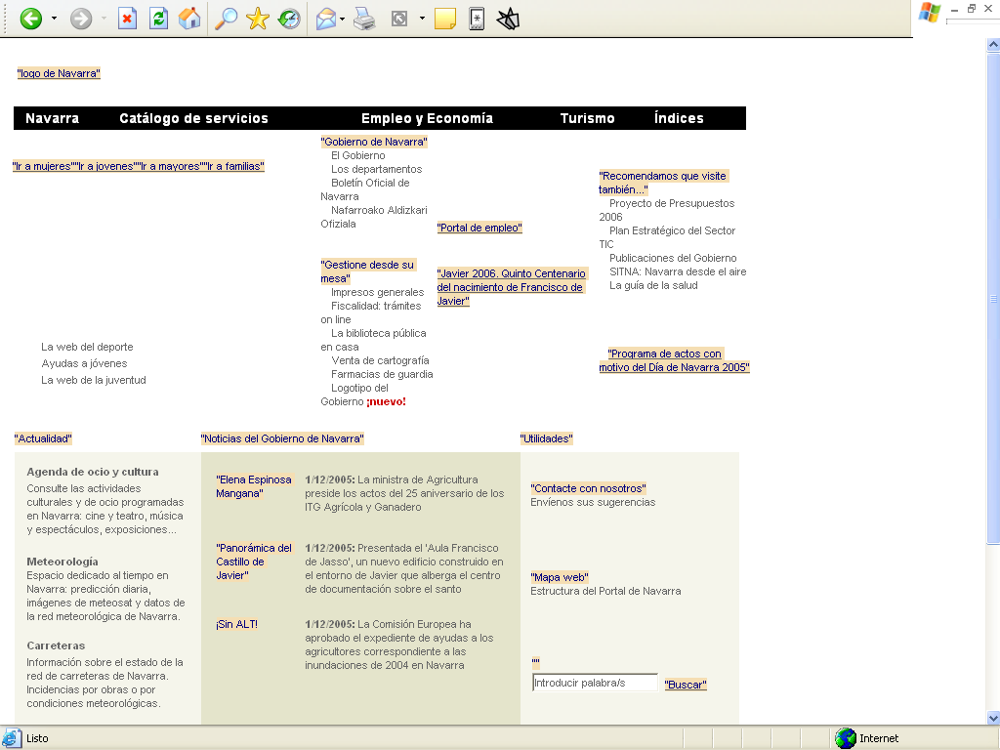 "logo de Navarra"
Navarra Catálogo de servicios Empleo y Economía Turismo Índices
"Ir a mujeres""Ir a jovenes""Ir a mayores""Ir a familias"
"Gobierno de Navarra"
El Gobierno
Los departamentos
Boletín Oficial de
Navarra
Nafarroako Aldizkari
Ofiziala
"Gestione desde su
mesa"
Impresos generales
Fiscalidad: trámites
on line
La biblioteca pública
en casa
Venta de cartografía
Farmacias de guardia
Logotipo del
Gobierno ¡nuevo!
"Portal de empleo"
"Javier 2006. Quinto Centenario
del nacimiento de Francisco de
Javier"
"Recomendamos que visite
también..."
Proyecto de Presupuestos
2006
Plan Estratégico del Sector
TIC
Publicaciones del Gobierno
SITNA: Navarra desde el aire
La guía de la salud
"Programa de actos con
motivo del Día de Navarra 2005"
La web del deporte
Ayudas a jóvenes
La web de la juventud
"Actualidad"
Agenda de ocio y cultura
Consulte las actividades
culturales y de ocio programadas
en Navarra: cine y teatro, música
y espectáculos, exposiciones...
Meteorología
Espacio dedicado al tiempo en
Navarra: predicción diaria,
imágenes de meteosat y datos de
la red meteorológica de Navarra.
Carreteras
Información sobre el estado de la
red de carreteras de Navarra.
Incidencias por obras o por
condiciones meteorológicas.
"Noticias del Gobierno de Navarra"
"Elena Espinosa
Mangana"
1/12/2005: La ministra de Agricultura
preside los actos del 25 aniversario de los
ITG Agrícola y Ganadero
"Panorámica del
Castillo de
Javier"
1/12/2005: Presentada el 'Aula Francisco
de Jasso', un nuevo edificio construido en
el entorno de Javier que alberga el centro
de documentación sobre el santo
¡Sin ALT!
1/12/2005: La Comisión Europea ha
aprobado el expediente de ayudas a los
agricultores correspondiente a las
inundaciones de 2004 en Navarra
"Utilidades"
"Contacte con nosotros"
Envíenos sus sugerencias
"Mapa web"
Estructura del Portal de Navarra
""
Introducir palabra/s "Buscar"
Listo Internet